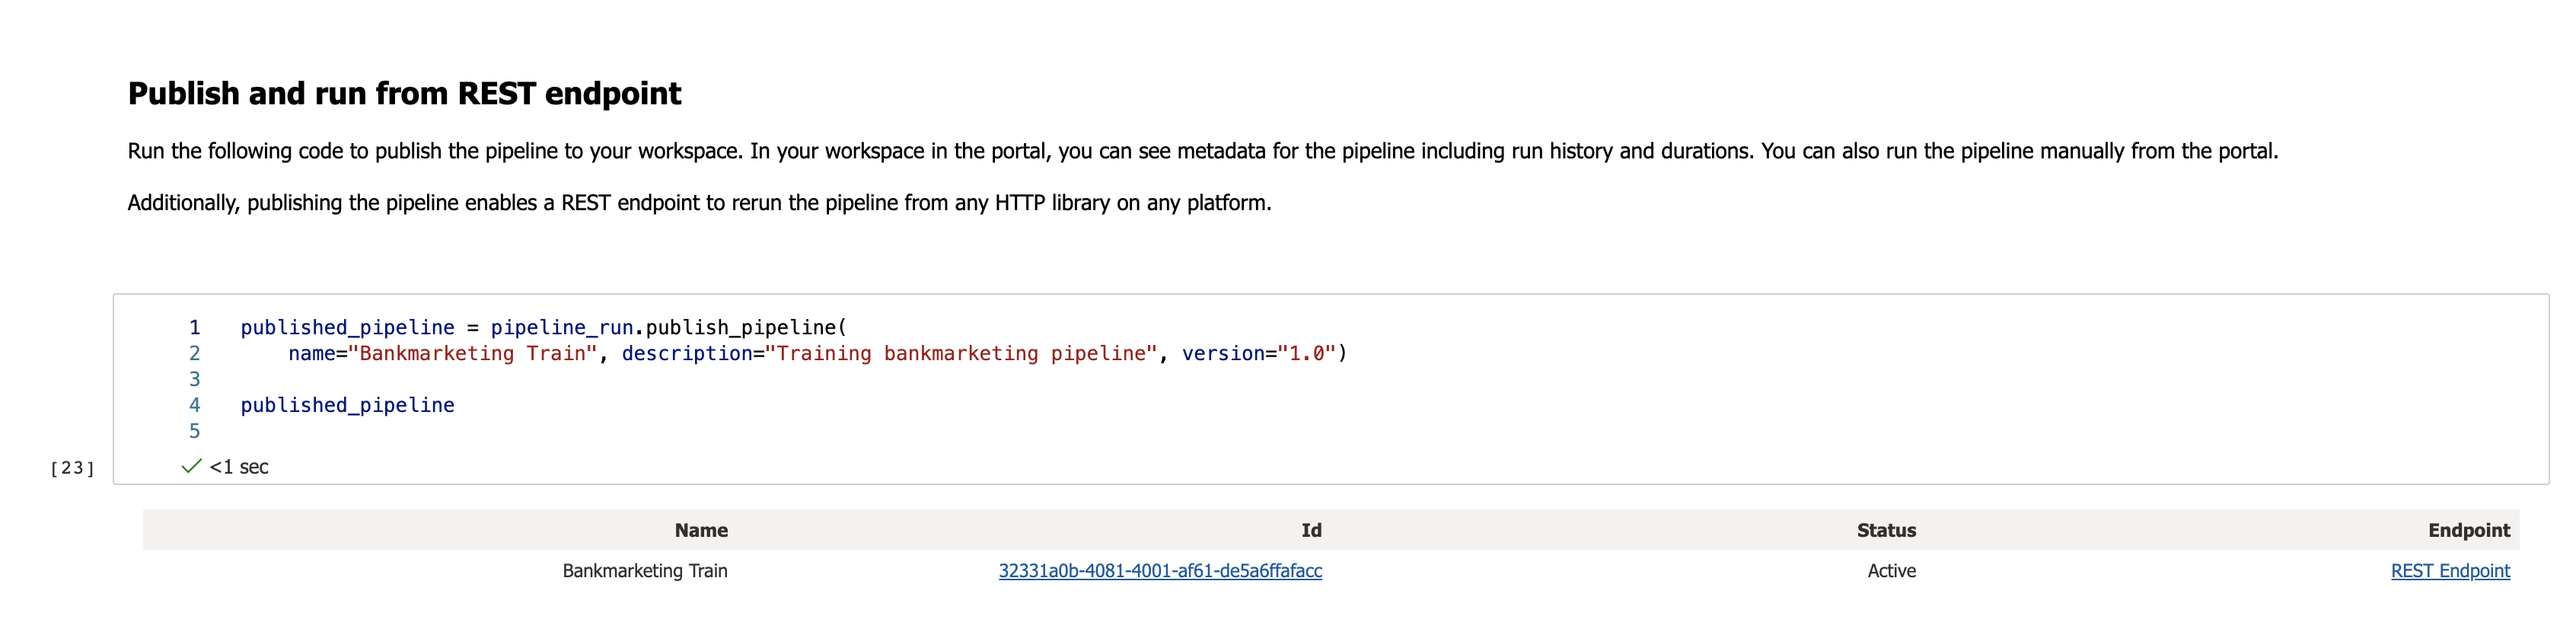 Publish and run from REST endpoint
Run the following code to publish the pipeline to your workspace. In your workspace in the portal, you can see metadata for the pipeline including run history and durations. You can also run the pipeline manually from the portal.
Additionally, publishing the pipeline enables a REST endpoint to rerun the pipeline from any HTTP library on any platform.
1 published_pipeline = pipeline_run.publish_pipeline(
2     name="Bankmarketing Train", description="Training bankmarketing pipeline", version="1.0")
3
4 published_pipeline
5
[23] <1 sec
Name Id Status Endpoint
Bankmarketing Train 32331a0b-4081-4001-af61-de5a6ffafacc Active REST Endpoint